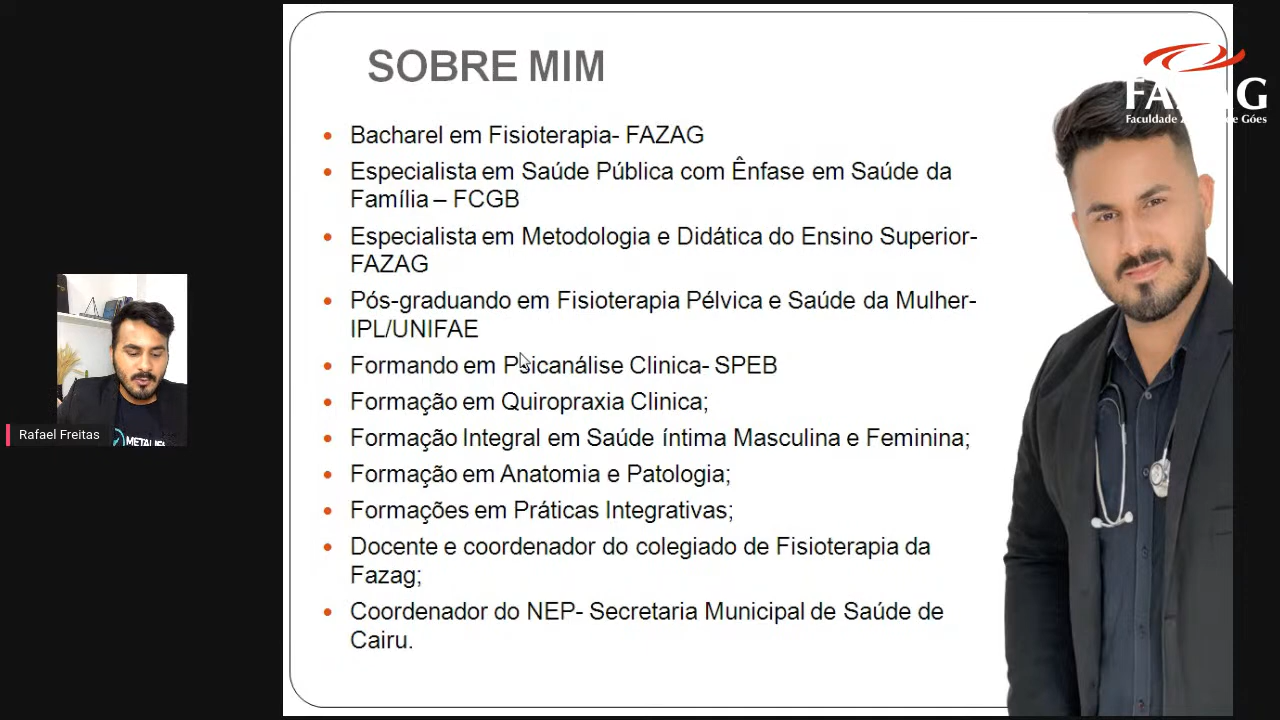 SOBRE MIM
Bacharel em Fisioterapia- FAZAG
Especialista em Saúde Pública com Ênfase em Saúde da
Família – FCGB
Especialista em Metodologia e Didática do Ensino Superior-
FAZAG
Pós-graduando em Fisioterapia Pélvica e Saúde da Mulher-
IPL/UNIFAE
Formando em Psicanálise Clinica- SPEB
Formação em Quiropraxia Clinica;
Formação Integral em Saúde íntima Masculina e Feminina;
Formação em Anatomia e Patologia;
Formações em Práticas Integrativas;
Docente e coordenador do colegiado de Fisioterapia da
Fazag;
Coordenador do NEP- Secretaria Municipal de Saúde de
Cairu.
FAZAG
Faculdade de Góes
Rafael Freitas